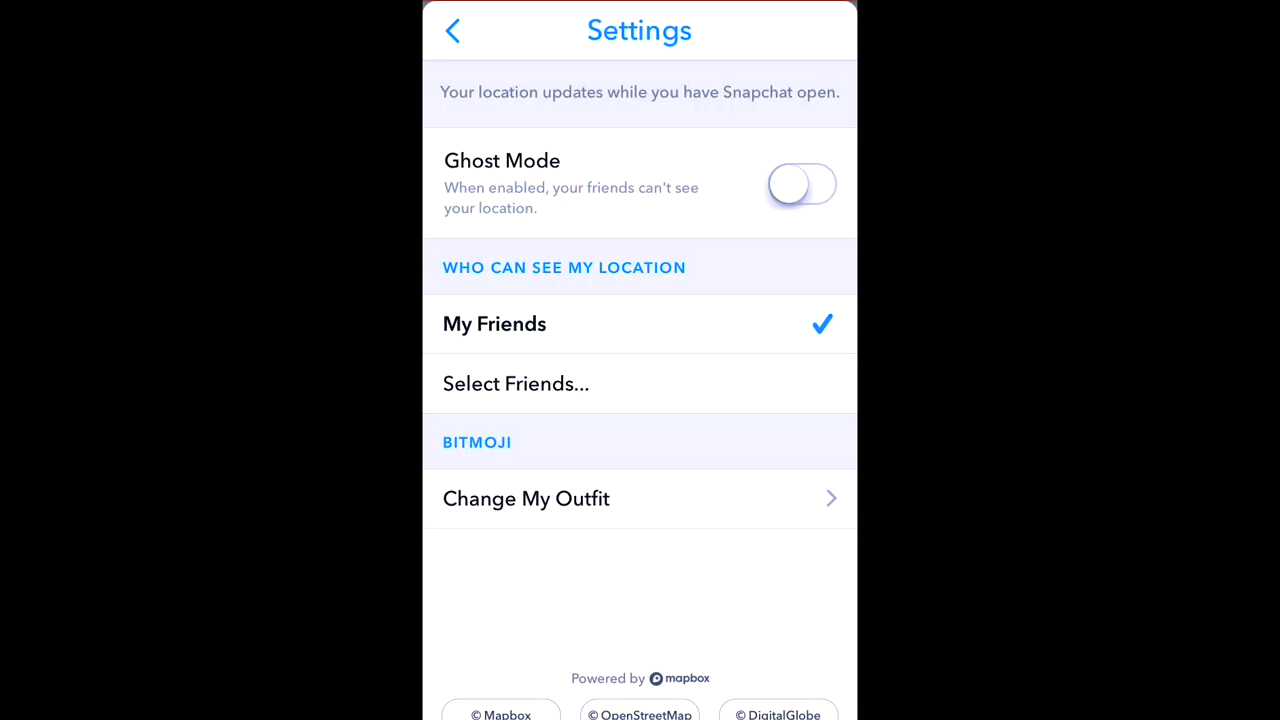 Settings
Your location updates while you have Snapchat open.
Ghost Mode
When enabled, your friends can't see
your location.
WHO CAN SEE MY LOCATION
My Friends
Select Friends...
BITMOJI
Change My Outfit
Powered by mapbox
© Mapbox © OpenStreetMap © DigitalGlobe